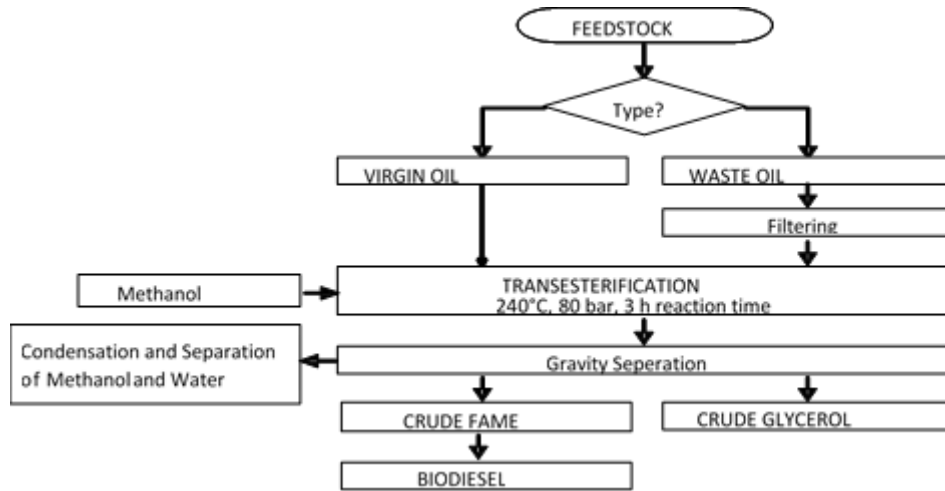 FEEDSTOCK
Type?
VIRGIN OIL
WASTE OIL
Filtering
TRANSESTERIFICATION
240°C, 80 bar, 3 h reaction time
Methanol
Condensation and Separation
of Methanol and Water
Gravity Seperation
CRUDE FAME
CRUDE GLYCEROL
BIODIESEL